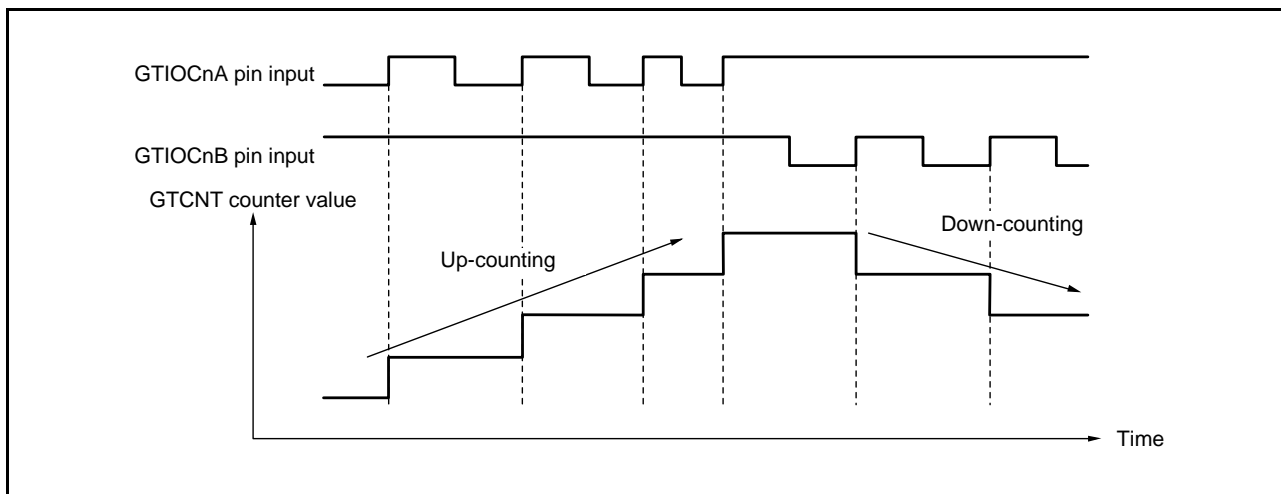 GTIOCnA pin input
GTIOCnB pin input
GTCNT counter value
Up-counting
Down-counting
Time